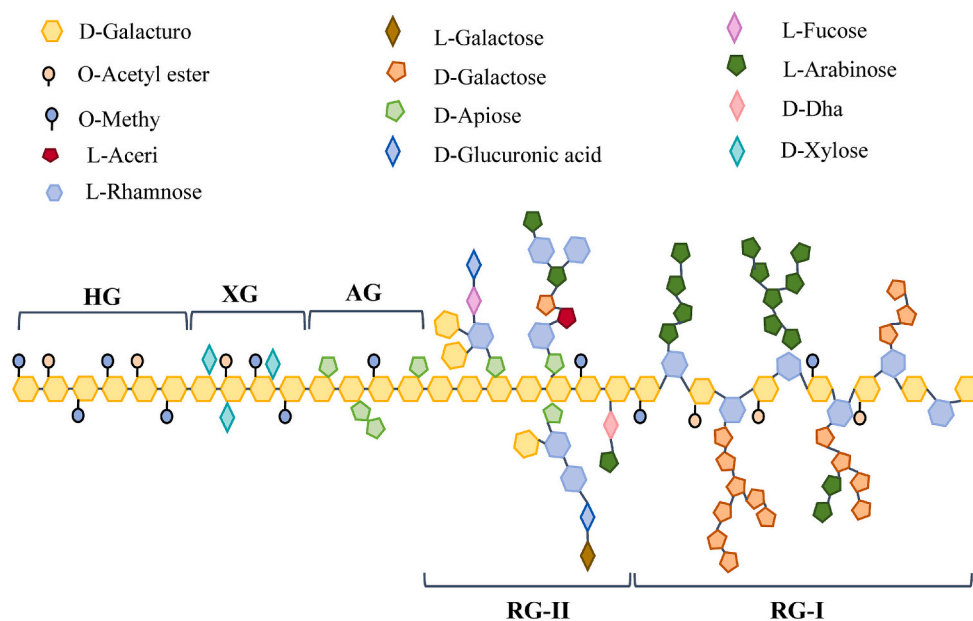 D-Galacturo
O-Acetyl ester
O-Methy
L-Aceri
L-Rhamnose
L-Galactose
D-Galactose
D-Apiose
D-Glucuronic acid
L-Fucose
L-Arabinose
D-Dha
D-Xylose
HG
XG
AG
RG-II
RG-I